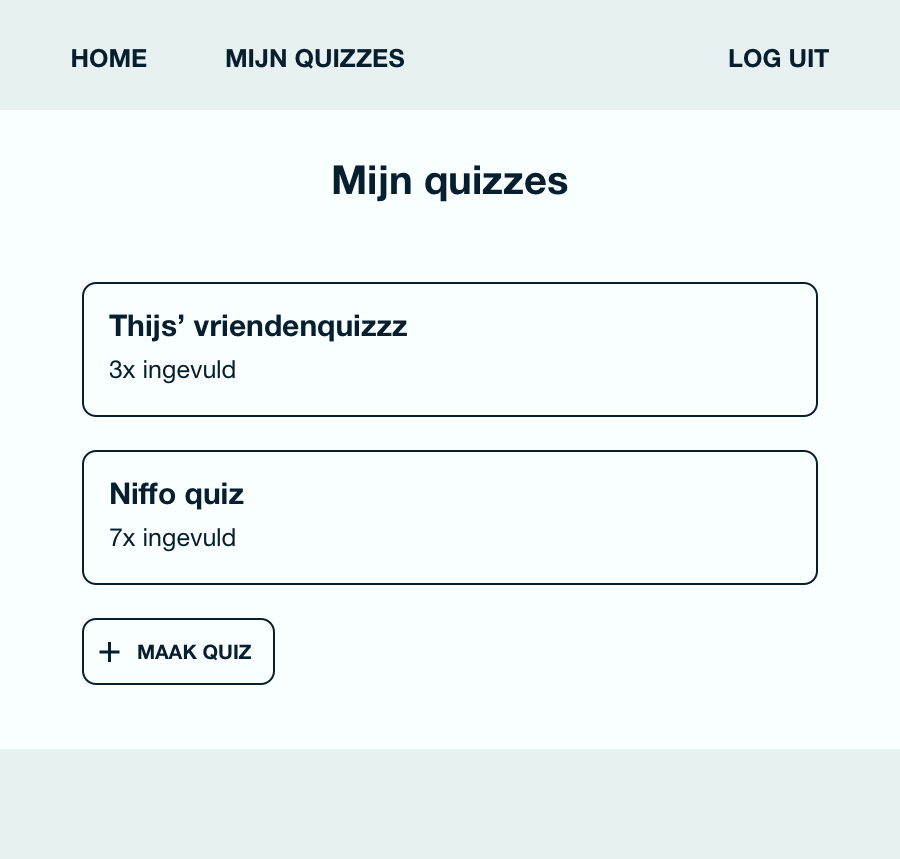 HOME MIJN QUIZZES LOG UIT
Mijn quizzes
Thijs’ vriendenquizzz
3x ingevuld
Niffo quiz
7x ingevuld
+ MAAK QUIZ